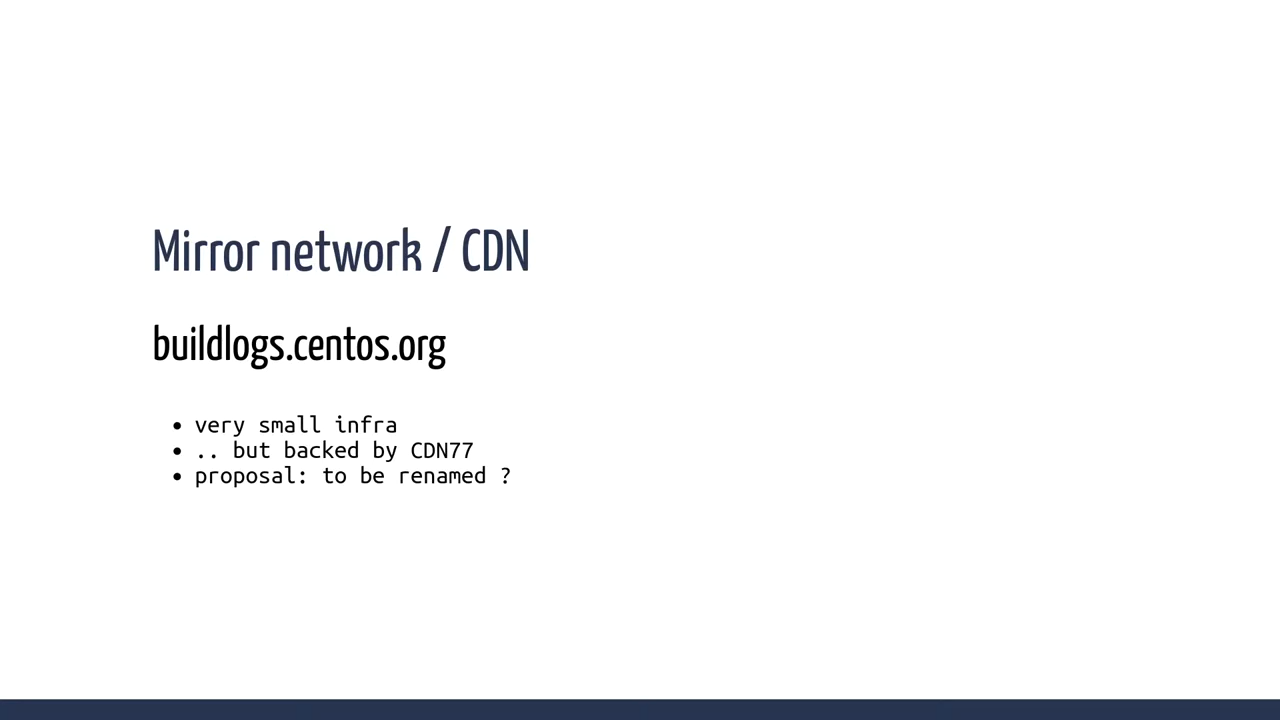 Mirror network / CDN
buildlogs.centos.org
• very small infra
• .. but backed by CDN77
• proposal: to be renamed ?